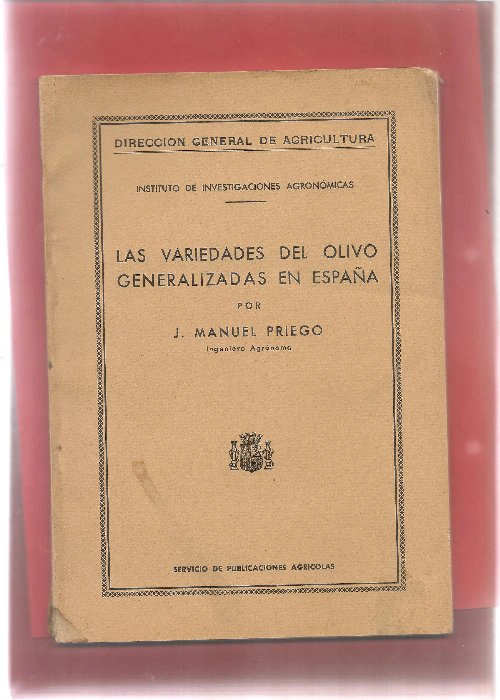 DIRECCION GENERAL DE AGRICULTURA
INSTITUTO DE INVESTIGACIONES AGRONÓMICAS
LAS VARIEDADES DEL OLIVO
GENERALIZADAS EN ESPAÑA
POR
J. MANUEL PRIEGO
Ingeniero Agrónomo
SERVICIO DE PUBLICACIONES AGRICOLAS